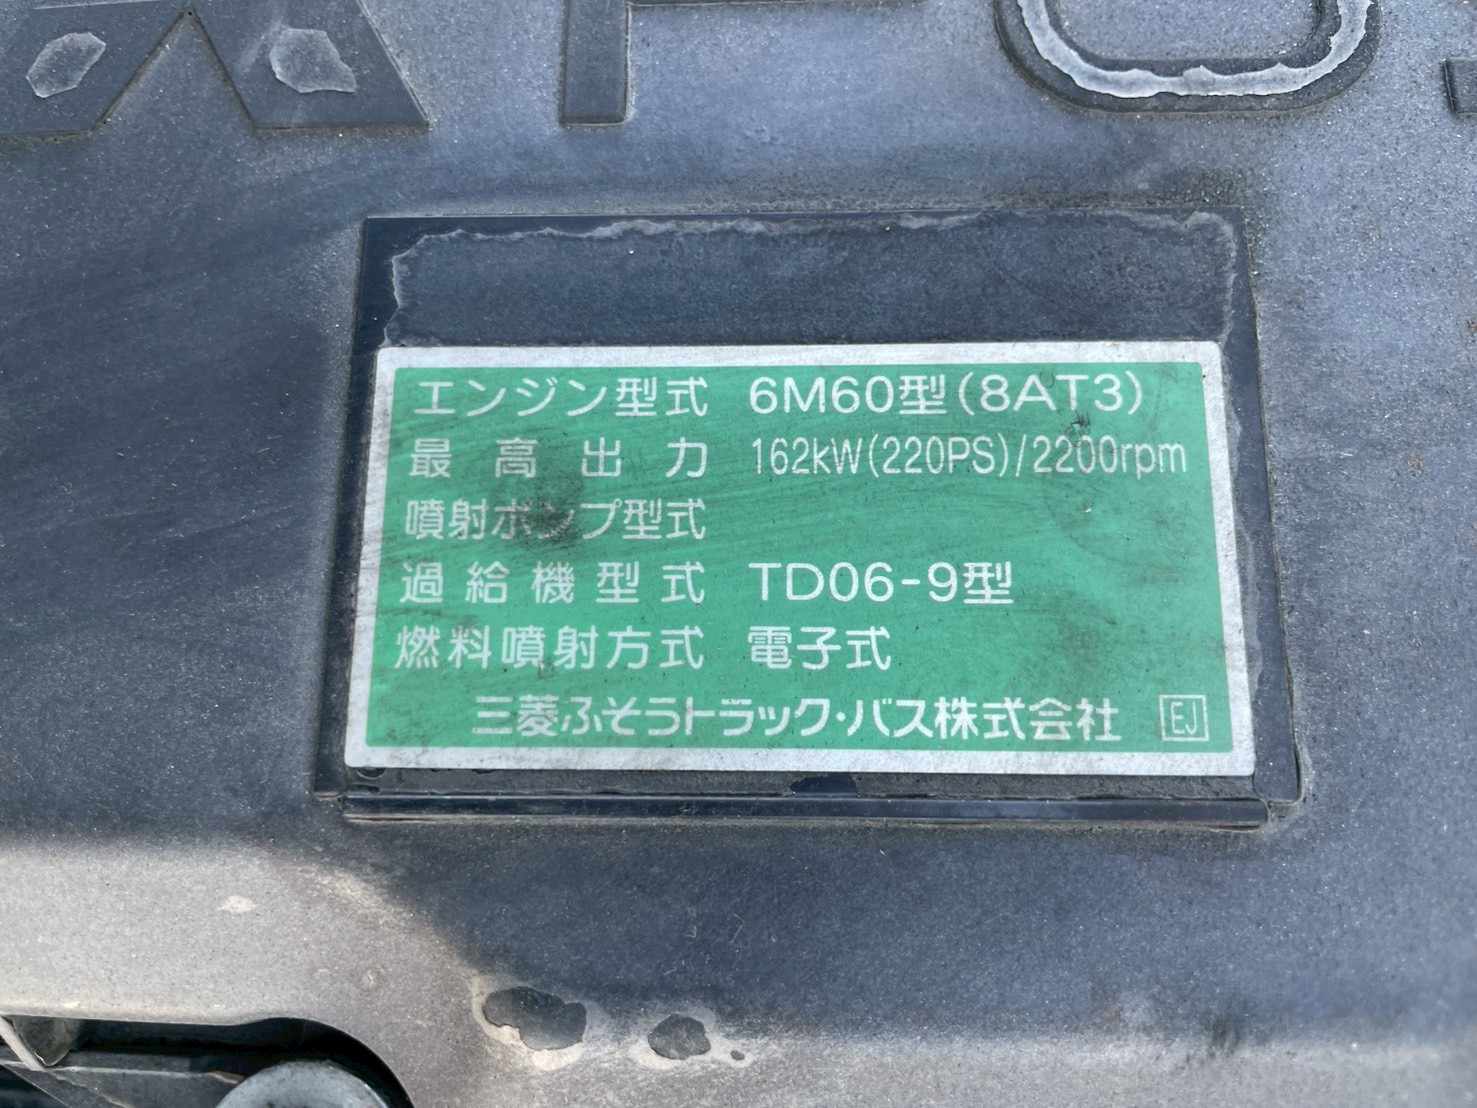 エンジン型式 6M60型(8AT3)
最高出力 162kW(220PS)/2200rpm
噴射ポンプ型式
過給機型式 TD06-9型
燃料噴射方式 電子式
三菱ふそうトラック・バス株式会社 EJ